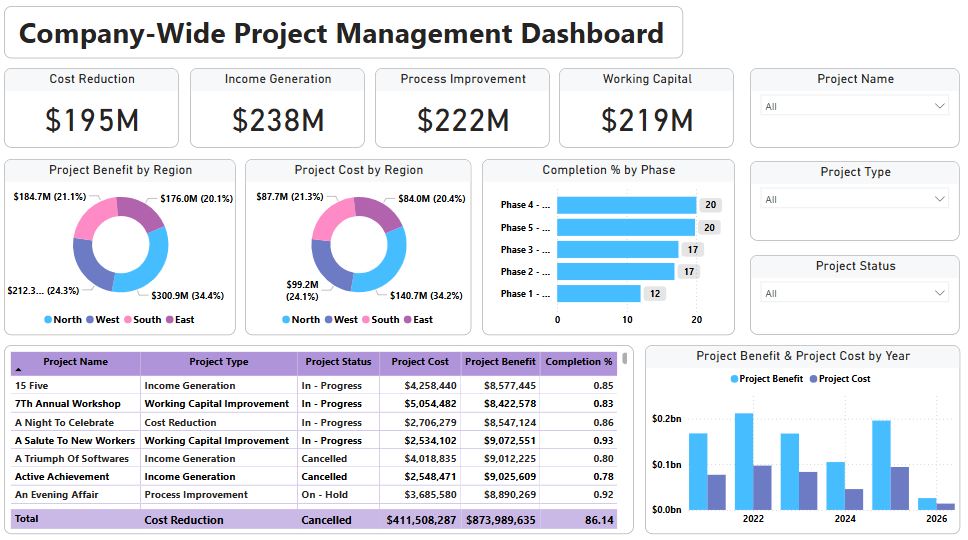 Company-Wide Project Management Dashboard
Cost Reduction
$195M
Income Generation
$238M
Process Improvement
$222M
Working Capital
$219M
Project Name
All
Project Type
All
Project Status
All
Project Benefit by Region
$184.7M (21.1%)
$176.0M (20.1%)
$212.3... (24.3%)
$300.9M (34.4%)
North West South East
Project Cost by Region
$87.7M (21.3%)
$84.0M (20.4%)
$99.2M
(24.1%)
$140.7M (34.2%)
North West South East
Completion % by Phase
Phase 4 - ... 20
Phase 5 - ... 20
Phase 3 - ... 17
Phase 2 - ... 17
Phase 1 - ... 12
0 10 20
Project Name Project Type Project Status Project Cost Project Benefit Completion %
15 Five Income Generation In - Progress $4,258,440 $8,577,445 0.85
7Th Annual Workshop Working Capital Improvement In - Progress $5,054,482 $8,422,578 0.83
A Night To Celebrate Cost Reduction In - Progress $2,706,279 $8,547,124 0.86
A Salute To New Workers Working Capital Improvement In - Progress $2,534,102 $9,072,551 0.93
A Triumph Of Softwares Income Generation Cancelled $4,018,835 $9,012,225 0.80
Active Achievement Income Generation Cancelled $2,548,471 $9,025,609 0.78
An Evening Affair Process Improvement On - Hold $3,685,580 $8,890,269 0.92
Total Cost Reduction Cancelled $411,508,287 $873,989,635 86.14
Project Benefit & Project Cost by Year
Project Benefit Project Cost
$0.2bn
$0.1bn
$0.0bn
2022 2024 2026